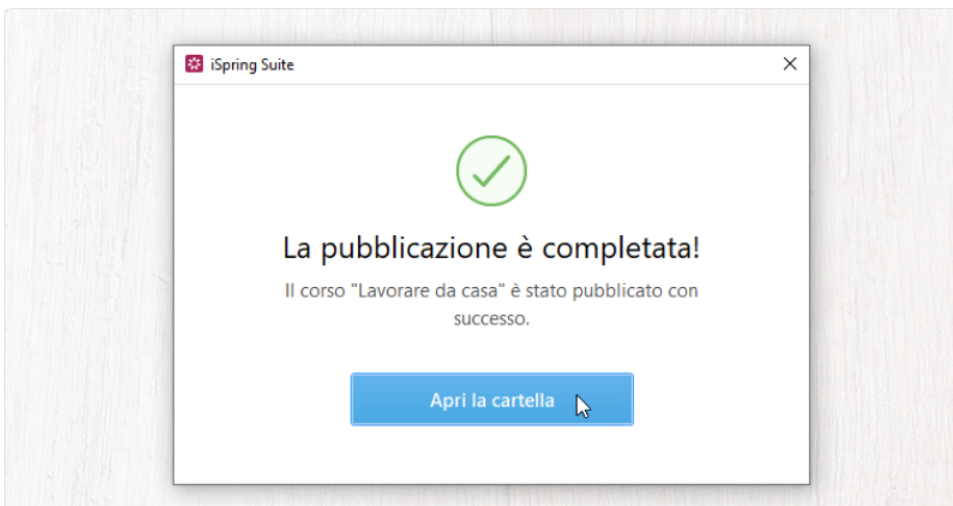 iSpring Suite
La pubblicazione è completata!
Il corso "Lavorare da casa" è stato pubblicato con
successo.
Apri la cartella